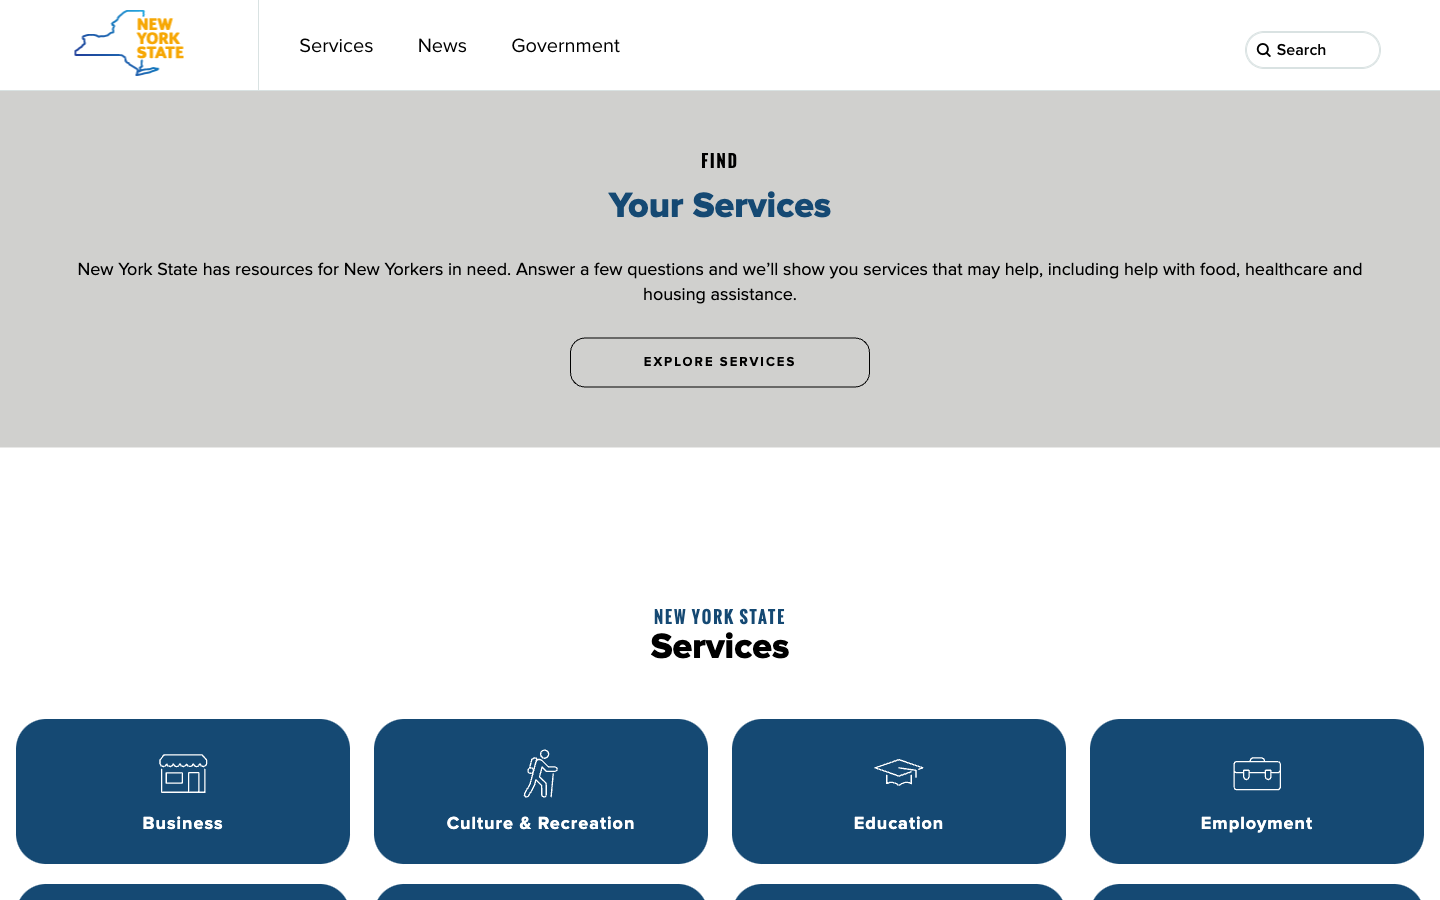 NEW
YORK
STATE
Services
News
Government
Search
FIND
Your Services
New York State has resources for New Yorkers in need. Answer a few questions and we’ll show you services that may help, including help with food, healthcare and
housing assistance.
EXPLORE SERVICES
NEW YORK STATE
Services
Business
Culture & Recreation
Education
Employment